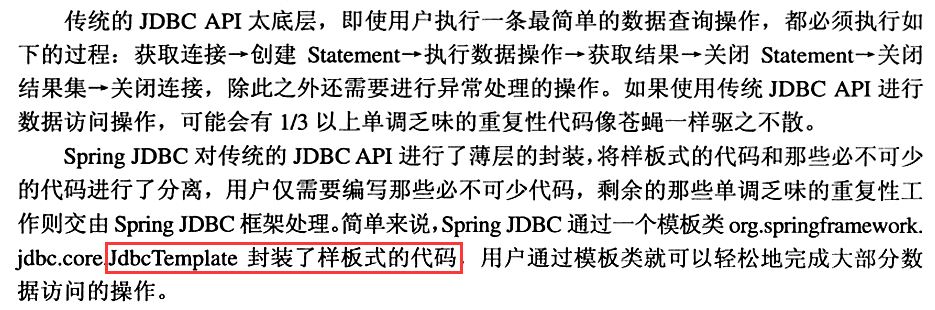 传统的 JDBC API 太底层，即使用户执行一条最简单的数据查询操作，都必须执行如
下的过程：获取连接→创建 Statement→执行数据操作→获取结果→关闭 Statement→关闭
结果集→关闭连接，除此之外还需要进行异常处理的操作。如果使用传统 JDBC API 进行
数据访问操作，可能会有 1/3 以上单调乏味的重复性代码像苍蝇一样驱之不散。
Spring JDBC 对传统的 JDBC API 进行了薄层的封装，将样板式的代码和那些必不可少
的代码进行了分离，用户仅需要编写那些必不可少代码，剩余的那些单调乏味的重复性工
作则交由 Spring JDBC 框架处理。简单来说，Spring JDBC 通过一个模板类 org.springframework.
jdbc.core.JdbcTemplate 封装了样板式的代码，用户通过模板类就可以轻松地完成大部分数
据访问的操作。